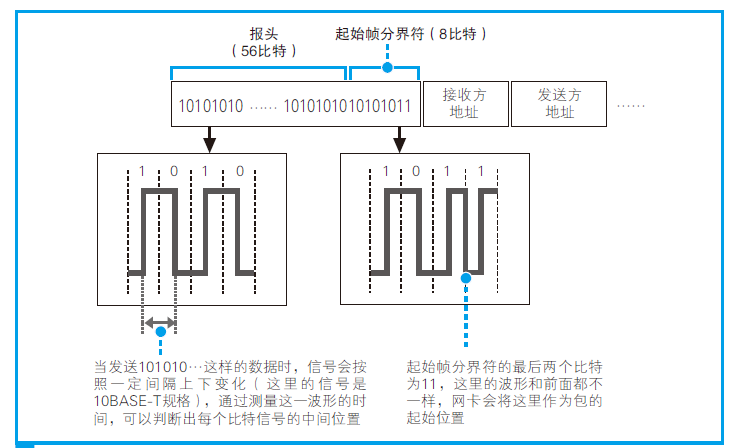 报头
（56比特）
起始帧分界符（8比特）
10101010 …… 1010101010101011
接收方
地址
发送方
地址
……
1 0 1 0
1 0 1 1
当发送101010…这样的数据时，信号会按
照一定间隔上下变化（这里的信号是
10BASE-T规格），通过测量这一波形的时
间，可以判断出每个比特信号的中间位置
起始帧分界符的最后两个比特
为11，这里的波形和前面都不
一样，网卡会将这里作为包的
起始位置